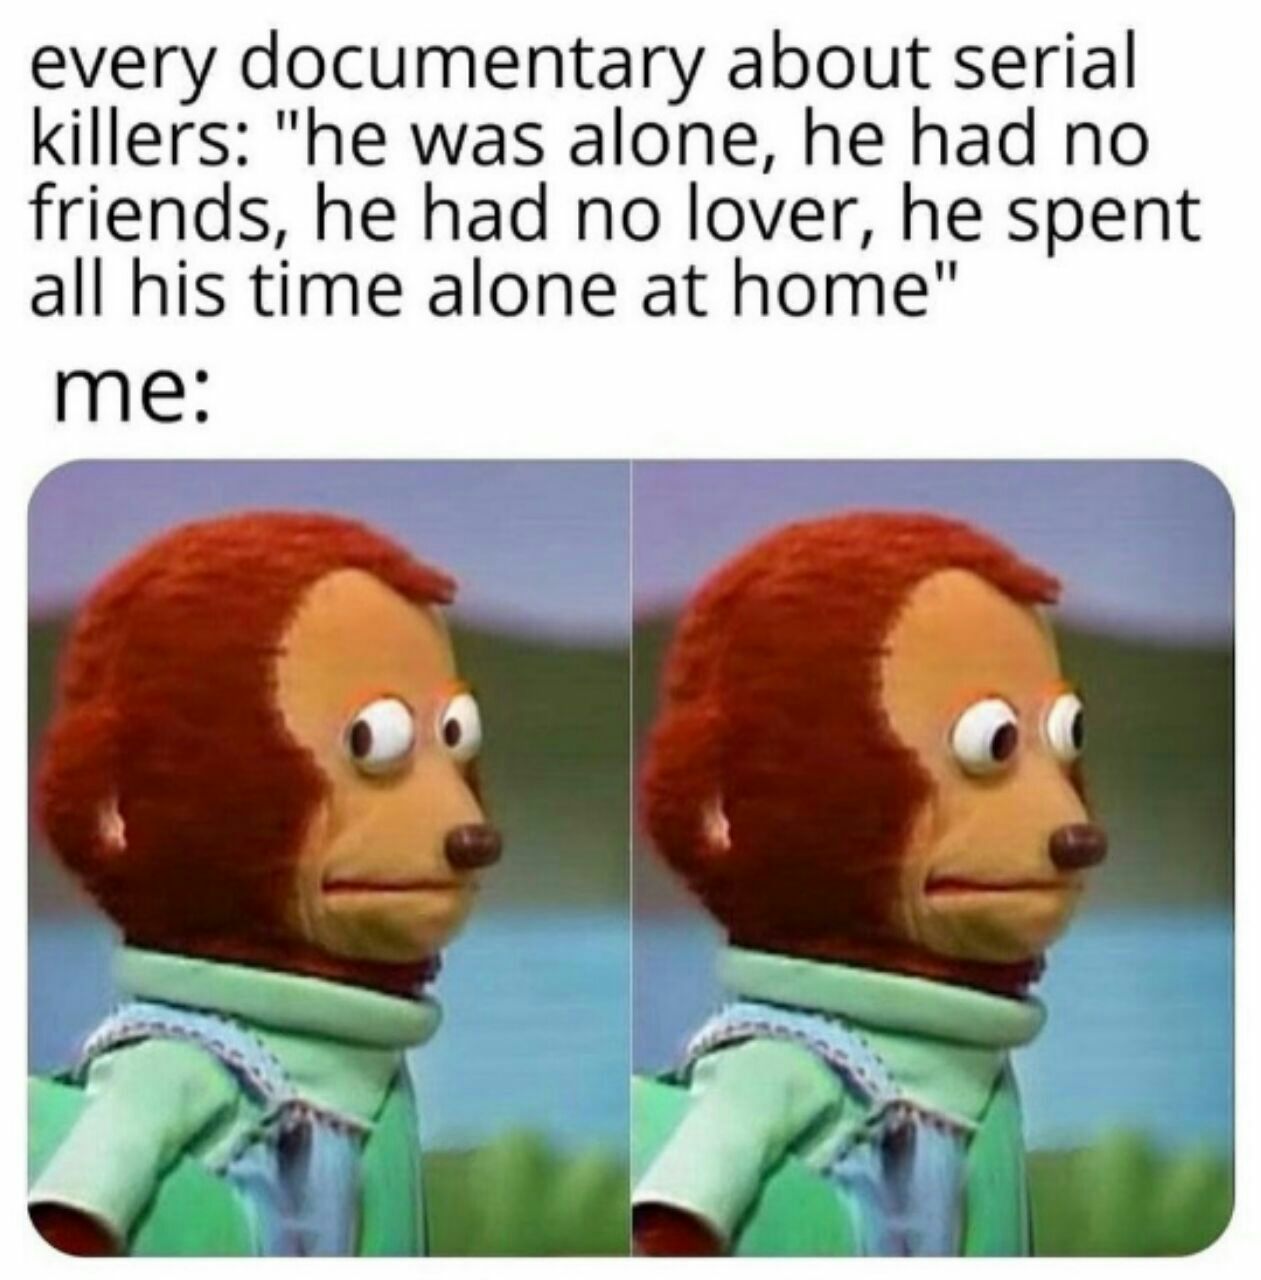 every documentary about serial
killers: "he was alone, he had no
friends, he had no lover, he spent
all his time alone at home"
me: